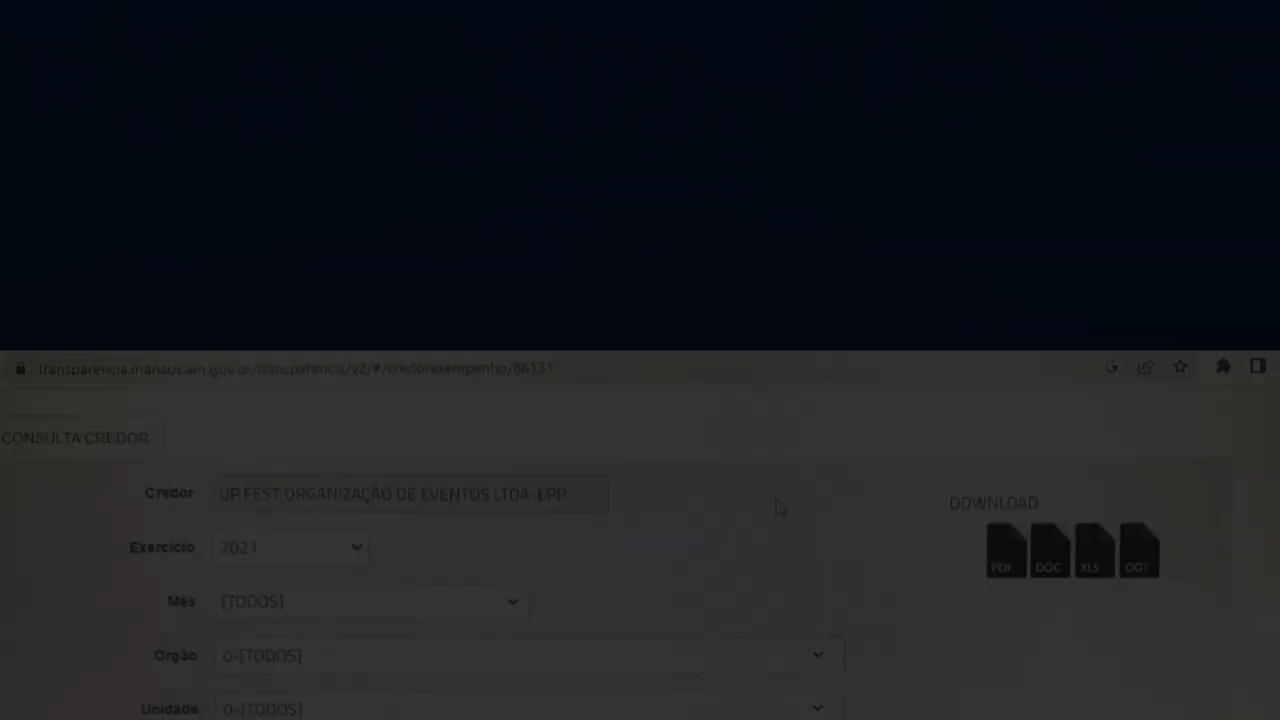 transparencia.manaus.am.gov.br/transparencia/v2/#/credorempenho/86131
CONSULTA CREDOR
Credor UP FEST ORGANIZAÇÃO DE EVENTOS LTDA-EPP
DOWNLOAD
Exercício 2021
PDF DOC XLS ODT
Mês [TODOS]
Orgão 0-[TODOS]
Unidade 0-[TODOS]